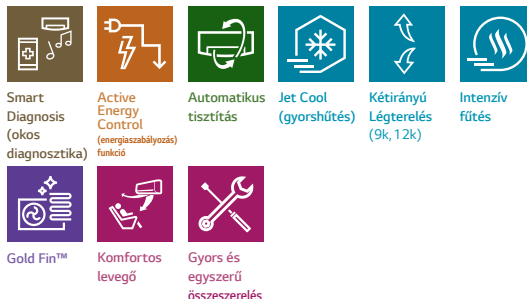 Smart
Diagnosis
(okos
diagnosztika)
Active
Energy
Control
(energiaszabályozás)
funkció
Automatikus
tisztítás
Jet Cool
(gyorshűtés)
Kétirányú
Légterelés
(9k, 12k)
Intenzív
fűtés
Gold Fin™
Komfortos
levegő
Gyors és
egyszerű
összeszerelés